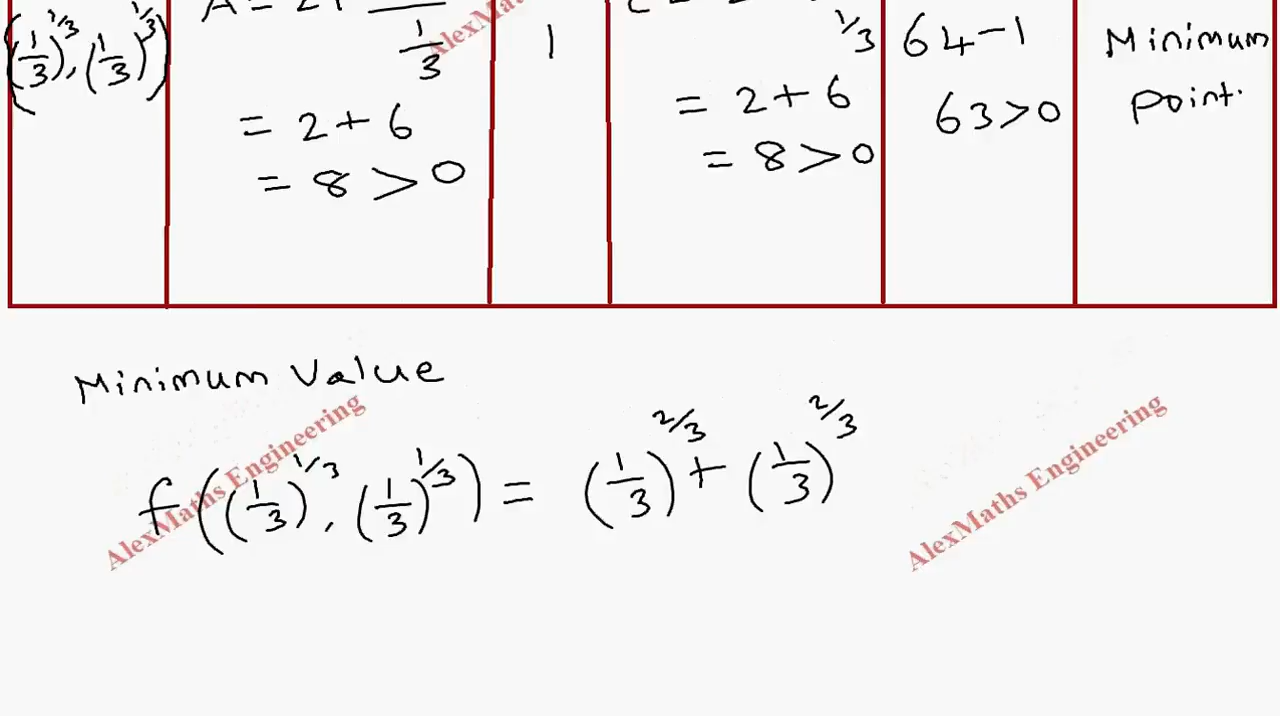 ((1/3)^1/3, (1/3)^1/3)
1/3
= 2 + 6
= 8 > 0
1
1/3
= 2 + 6
= 8 > 0
64 - 1
63 > 0
Minimum
point.
Minimum Value
f((1/3)^1/3, (1/3)^1/3) = (1/3)^2/3 + (1/3)^2/3
AlexMaths Engineering
AlexMaths Engineering